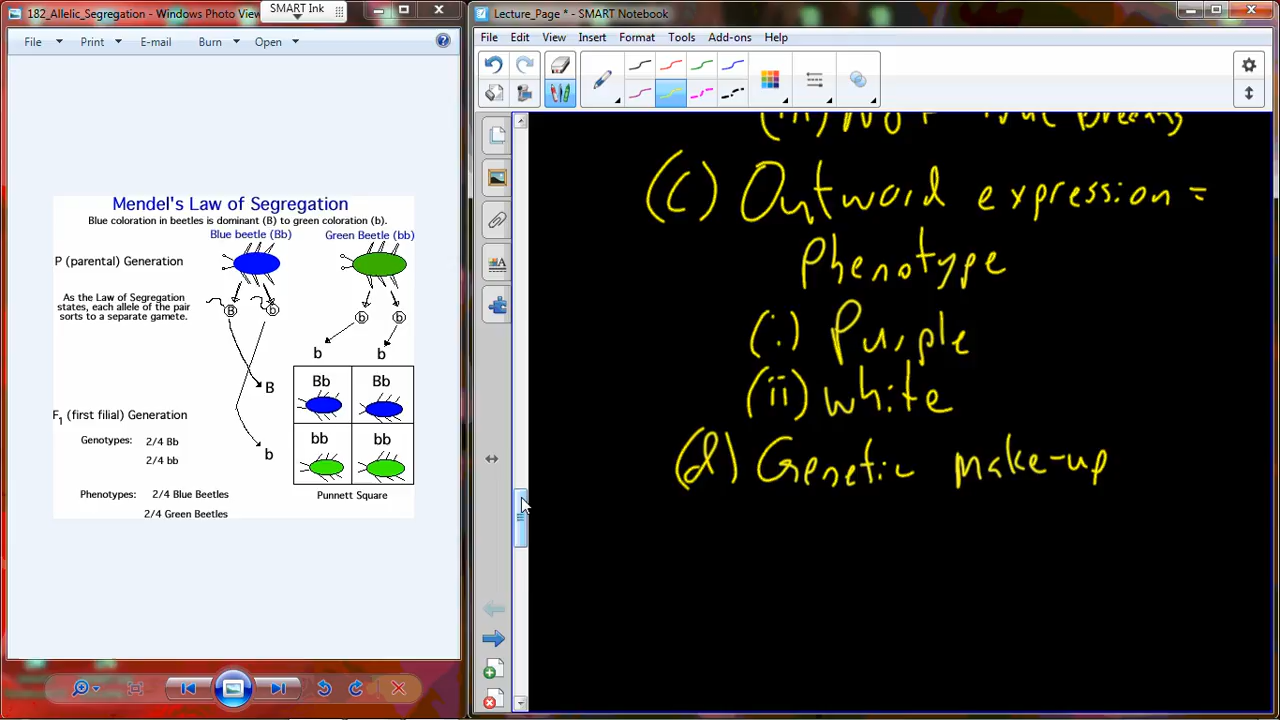 182_Allelic_Segregation - Windows Photo View
SMART Ink
File Print E-mail Burn Open
Mendel's Law of Segregation
Blue coloration in beetles is dominant (B) to green coloration (b).
Blue beetle (Bb) Green Beetle (bb)
P (parental) Generation
As the Law of Segregation
states, each allele of the pair
sorts to a separate gamete.
B b b b
b b
Bb Bb
B
F1 (first filial) Generation
Genotypes: 2/4 Bb
bb bb
b
2/4 bb
Phenotypes: 2/4 Blue Beetles
Punnett Square
2/4 Green Beetles
Lecture_Page * - SMART Notebook
File Edit View Insert Format Tools Add-ons Help
(iii) Not True Breeding
(C) Outward expression =
Phenotype
(i.) Purple
(ii) White
(d) Genetic make-up